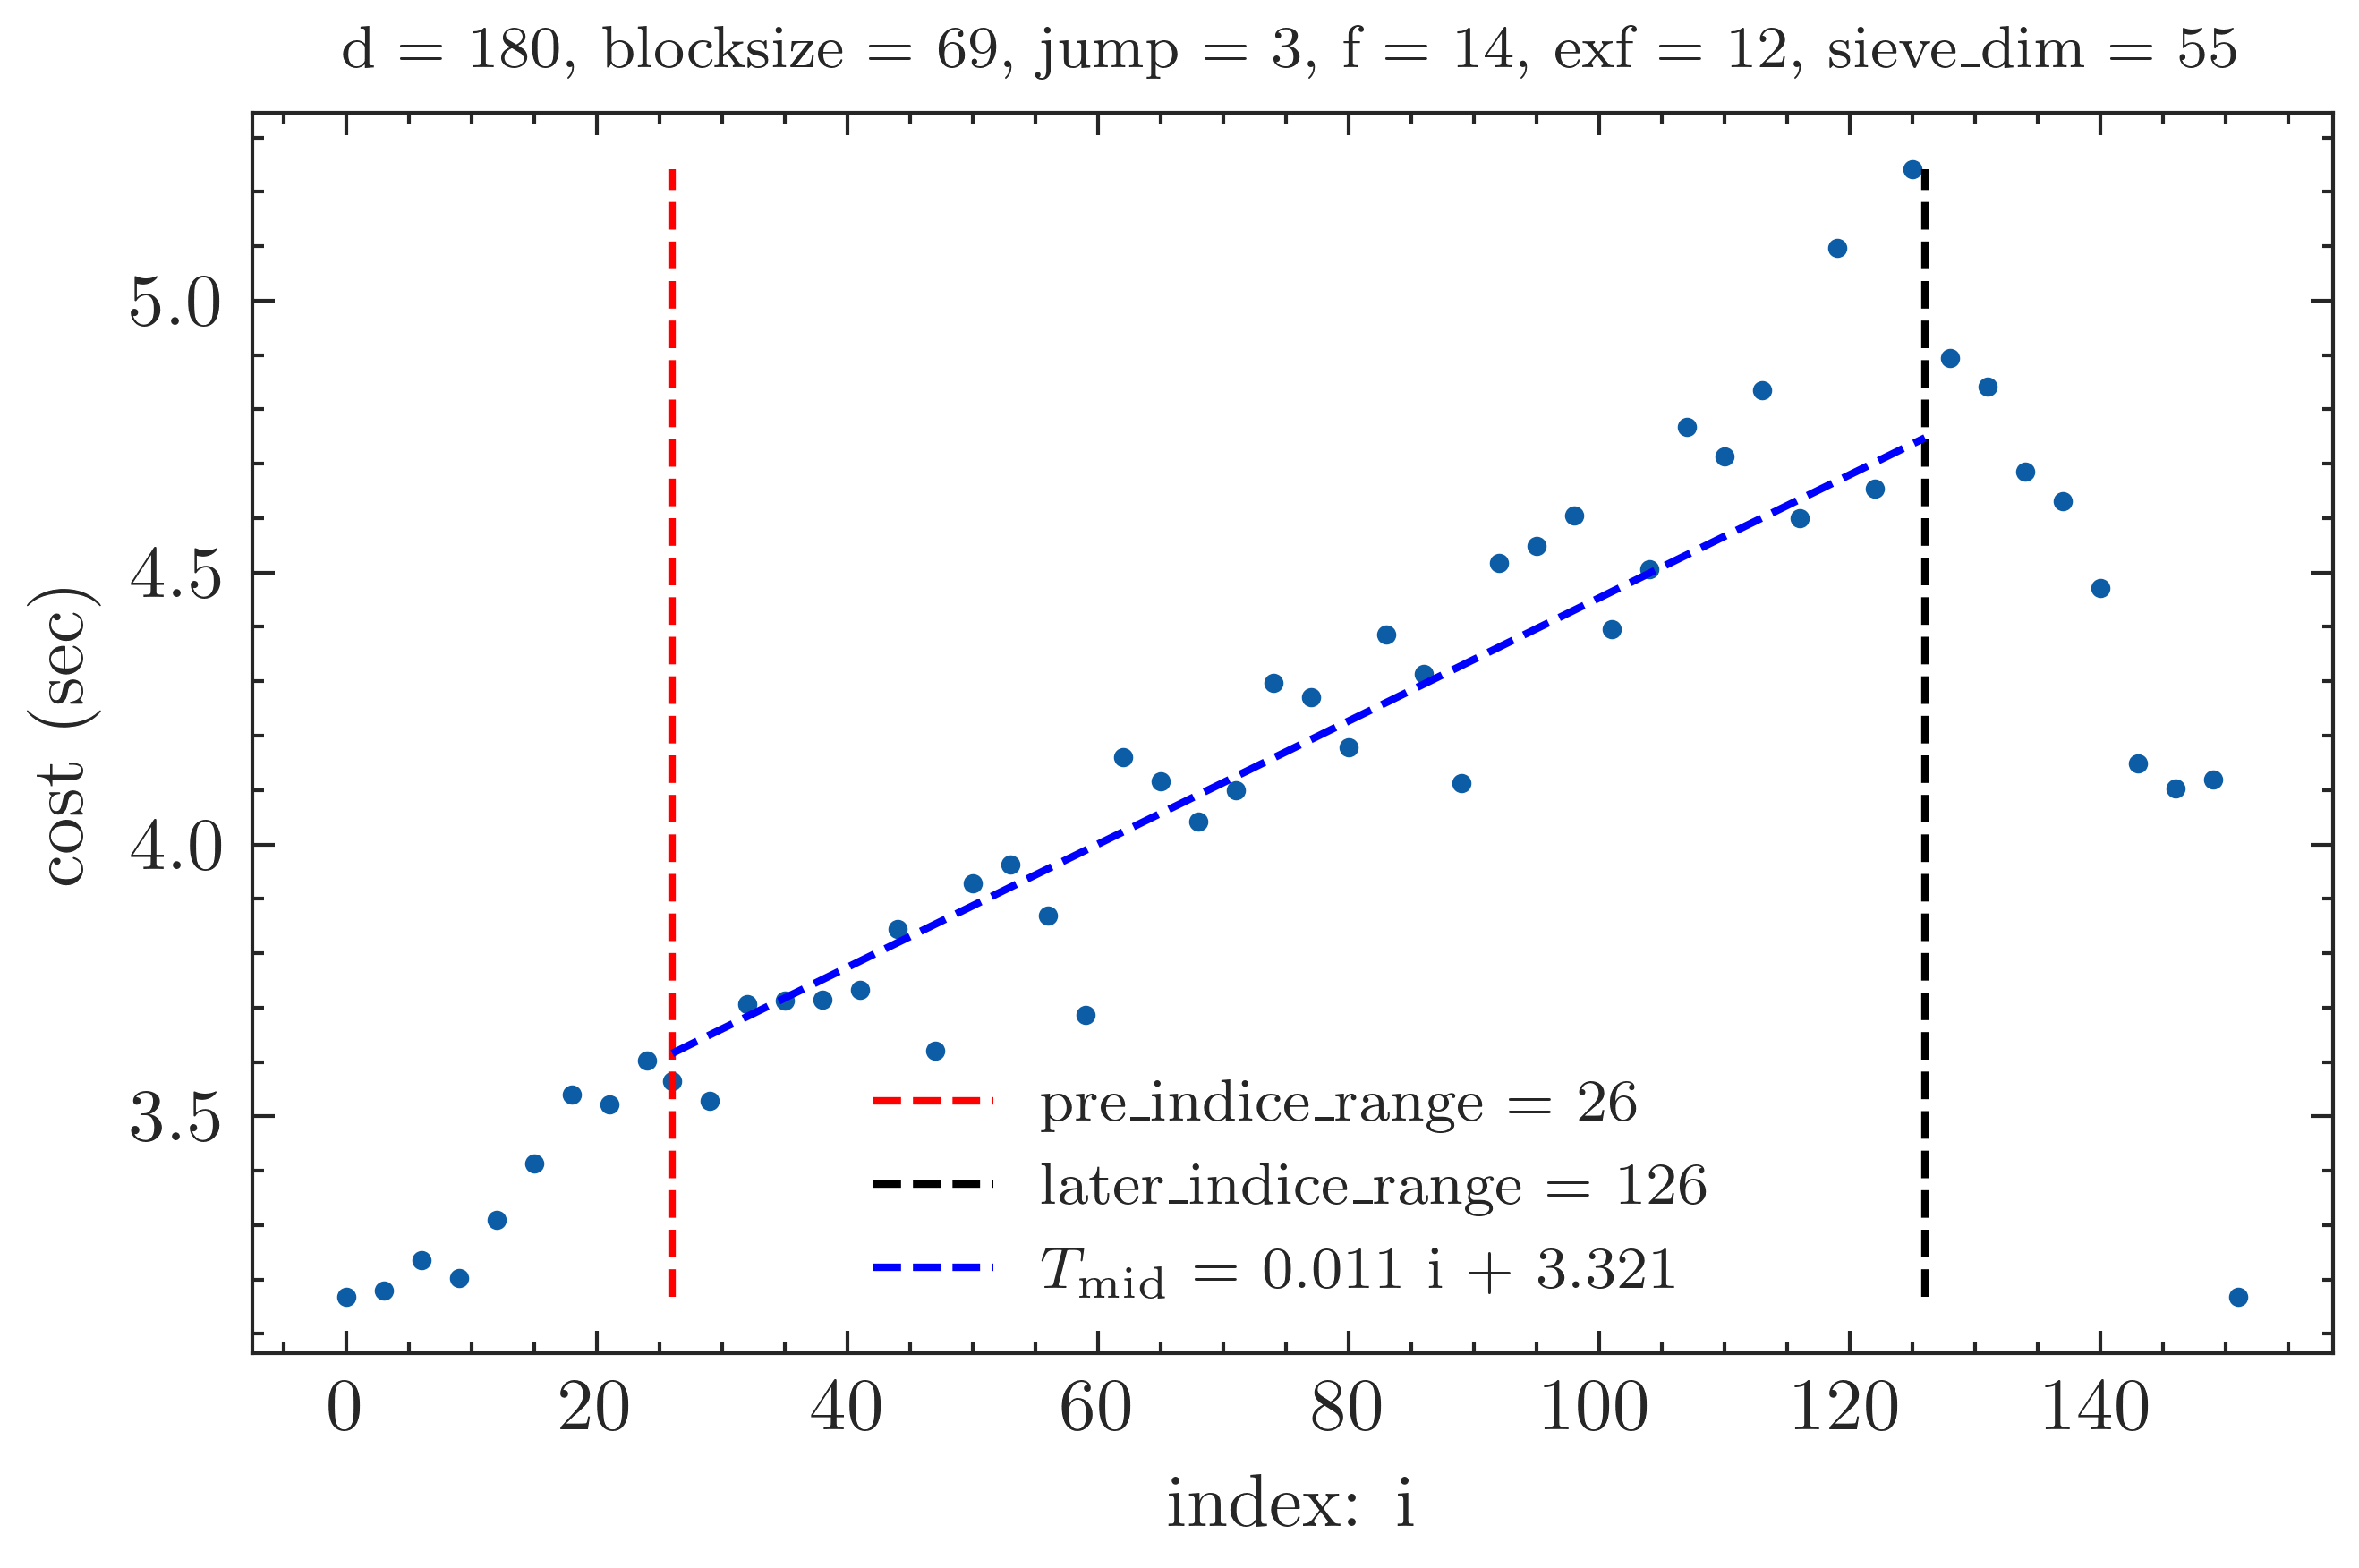 d = 180, blocksize = 69, jump = 3, f = 14, exf = 12, sieve_dim = 55
cost (sec)
5.0
4.5
4.0
3.5
pre_indice_range = 26
later_indice_range = 126
T_mid = 0.011 i + 3.321
0 20 40 60 80 100 120 140
index: i